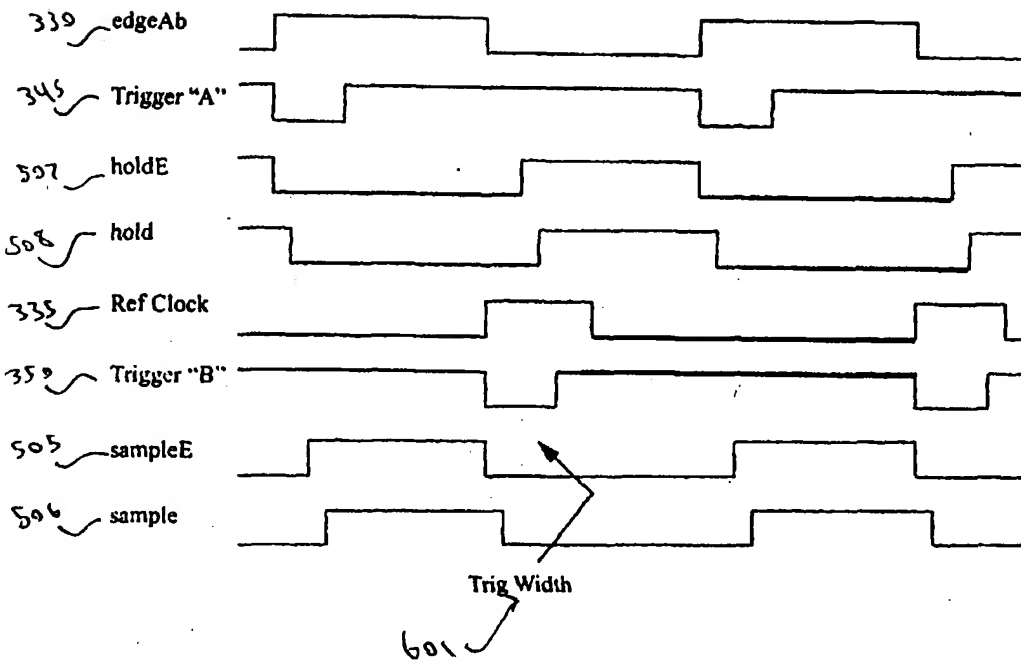 330 edgeAb
345 Trigger "A"
507 holdE
508 hold
335 Ref Clock
350 Trigger "B"
505 sampleE
506 sample
Trig Width
601